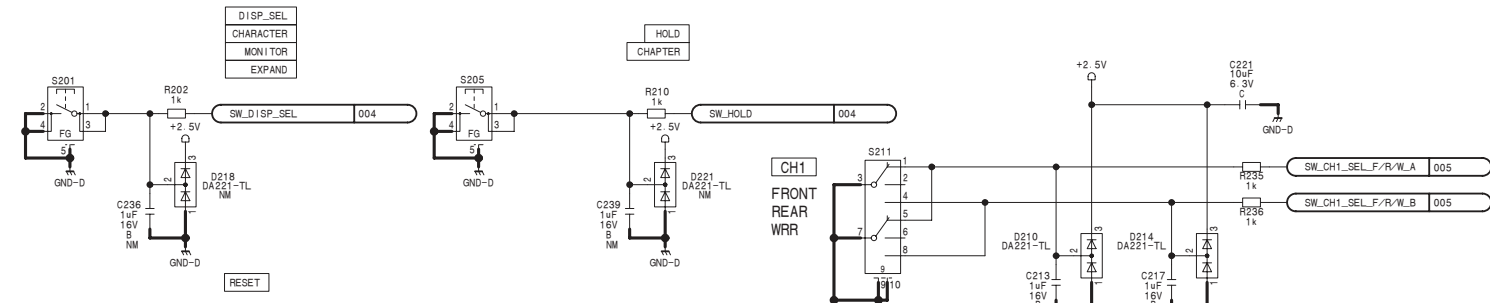 DISP_SEL
CHARACTER
MONITOR
EXPAND
HOLD
CHAPTER
S201
2
4
1
3
FG
5
GND-D
R202
1k
SW_DISP_SEL 004
+2.5V
3
2
1
D218
DA221-TL
NM
C236
1uF
16V
B
NM
GND-D
RESET
S205
2
4
1
3
FG
5
GND-D
R210
1k
SW_HOLD 004
+2.5V
3
2
1
D221
DA221-TL
NM
C239
1uF
16V
B
NM
GND-D
CH1
FRONT
REAR
WRR
S211
3
7
1
2
4
5
6
8
9
9 10
+2.5V
C221
10uF
6.3V
C
GND-D
R235
1k
SW_CH1_SEL_F/R/W_A 005
R236
1k
SW_CH1_SEL_F/R/W_B 005
D210
DA221-TL
3
2
1
C213
1uF
16V
D214
DA221-TL
3
2
1
C217
1uF
16V